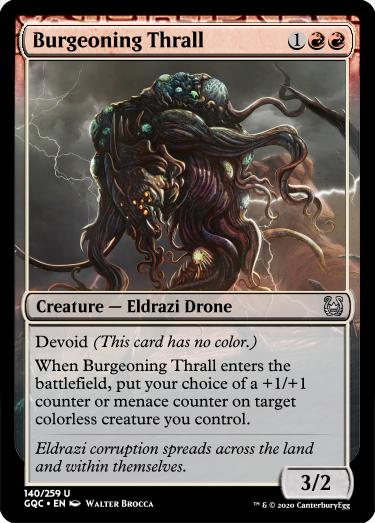 Burgeoning Thrall 1
Creature — Eldrazi Drone
Devoid (This card has no color.)
When Burgeoning Thrall enters the
battlefield, put your choice of a +1/+1
counter or menace counter on target
colorless creature you control.
Eldrazi corruption spreads across the land
and within themselves.
3/2
140/259 U
GQC • EN Walter Brocca
™ & © 2020 CanterburyEgg